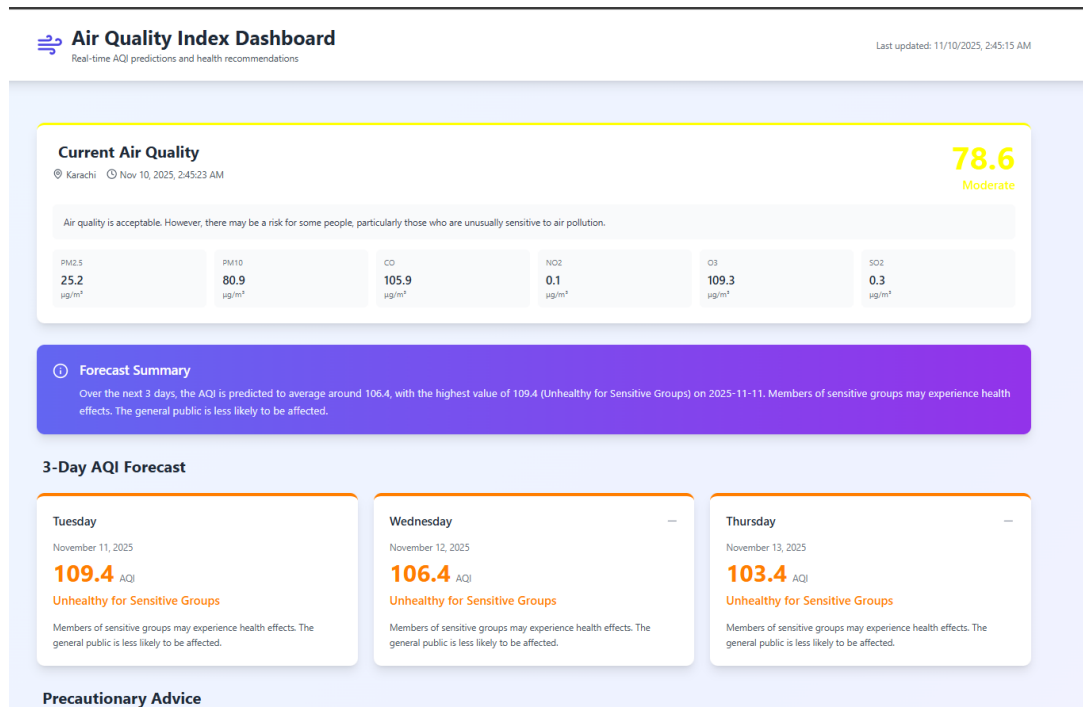 Air Quality Index Dashboard
Real-time AQI predictions and health recommendations
Last updated: 11/10/2025, 2:45:15 AM
Current Air Quality
Karachi Nov 10, 2025, 2:45:23 AM
78.6
Moderate
Air quality is acceptable. However, there may be a risk for some people, particularly those who are unusually sensitive to air pollution.
PM2.5
25.2
µg/m³
PM10
80.9
µg/m³
CO
105.9
µg/m³
NO2
0.1
µg/m³
O3
109.3
µg/m³
SO2
0.3
µg/m³
Forecast Summary
Over the next 3 days, the AQI is predicted to average around 106.4, with the highest value of 109.4 (Unhealthy for Sensitive Groups) on 2025-11-11. Members of sensitive groups may experience health
effects. The general public is less likely to be affected.
3-Day AQI Forecast
Tuesday
November 11, 2025
109.4 AQI
Unhealthy for Sensitive Groups
Members of sensitive groups may experience health effects. The
general public is less likely to be affected.
Wednesday
November 12, 2025
106.4 AQI
Unhealthy for Sensitive Groups
Members of sensitive groups may experience health effects. The
general public is less likely to be affected.
Thursday
November 13, 2025
103.4 AQI
Unhealthy for Sensitive Groups
Members of sensitive groups may experience health effects. The
general public is less likely to be affected.
Precautionary Advice